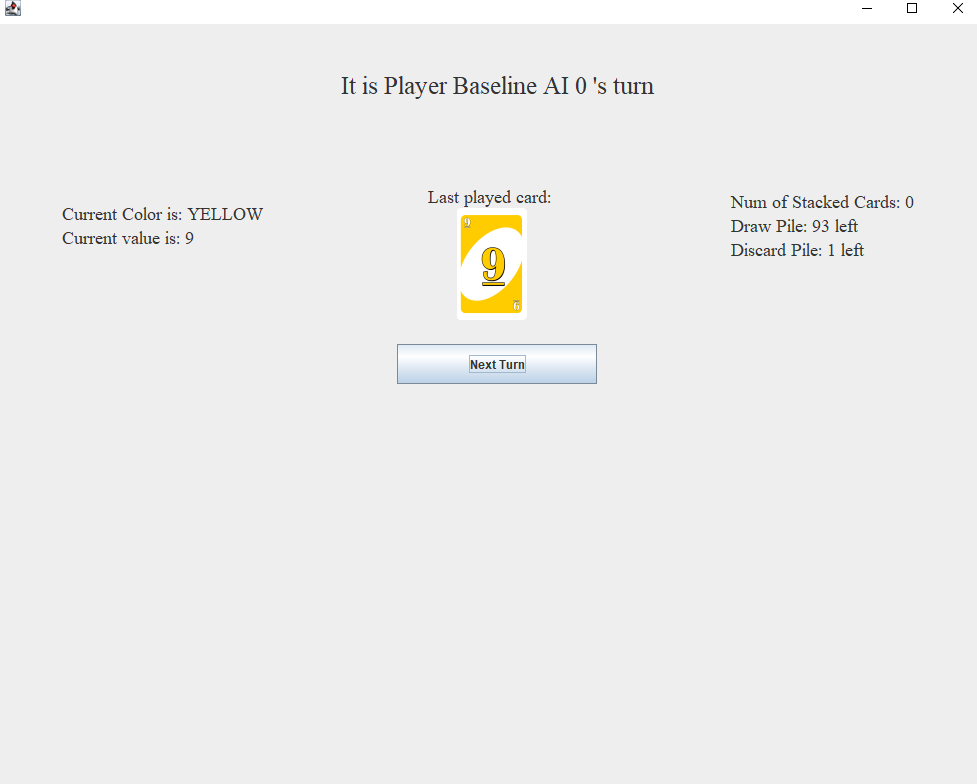 It is Player Baseline AI 0 's turn
Current Color is: YELLOW
Current value is: 9
Last played card:
9
9
9
Num of Stacked Cards: 0
Draw Pile: 93 left
Discard Pile: 1 left
Next Turn